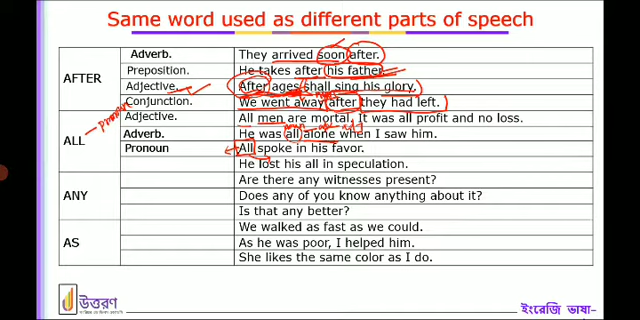 Same word used as different parts of speech
AFTER
Adverb. They arrived soon after.
Preposition. He takes after his father.
Adjective. After ages shall sing his glory.
Conjunction. We went away after they had left.
ALL pronoun
Adjective. All men are mortal. It was all profit and no loss.
Adverb. He was all alone when I saw him.
Pronoun All spoke in his favor.
He lost his all in speculation.
ANY
Are there any witnesses present?
Does any of you know anything about it?
Is that any better?
AS
We walked as fast as we could.
As he was poor, I helped him.
She likes the same color as I do.
উত্তরণ
ইংরেজি ভাষা-